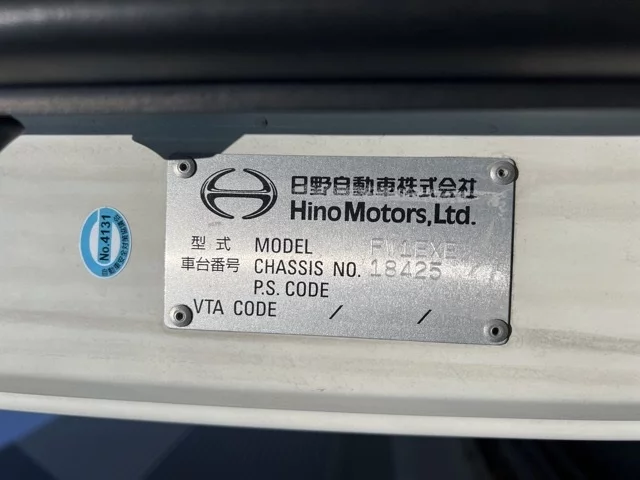 日野自動車株式会社
Hino Motors, Ltd.
型式 MODEL
車台番号 CHASSIS NO. 18425
P.S. CODE
VTA CODE / /
No.4131